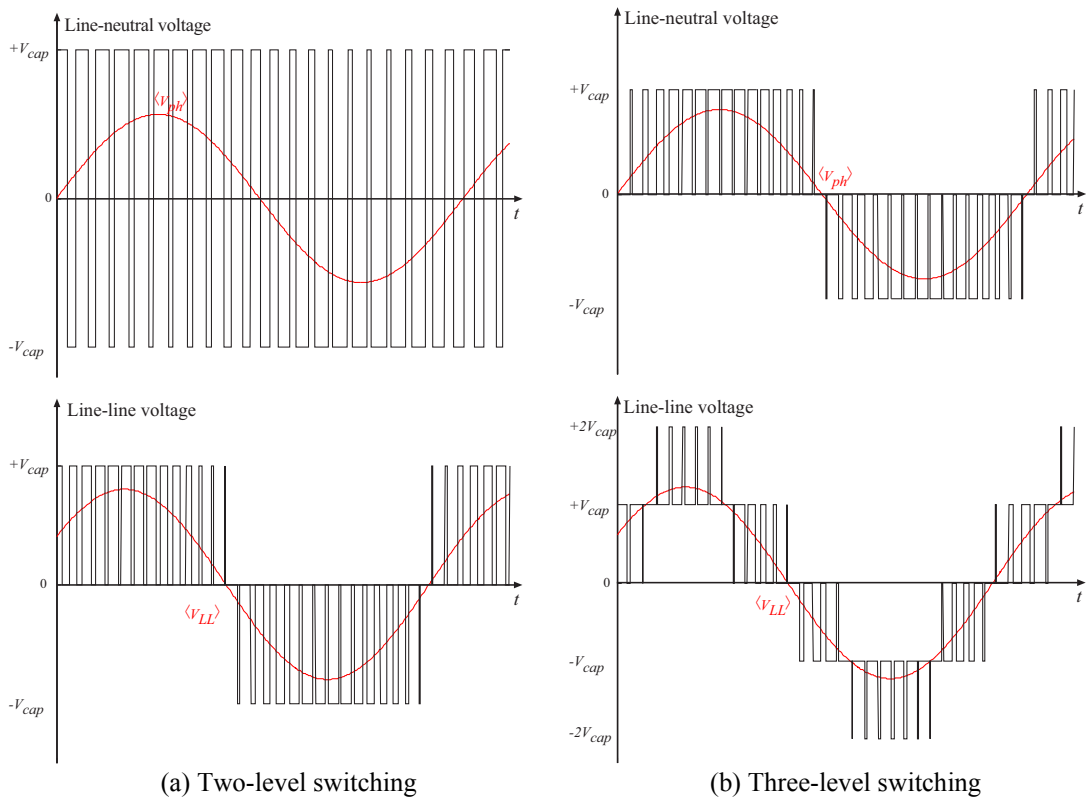 Line-neutral voltage
+Vcap
⟨Vph⟩
0
t
-Vcap
Line-line voltage
+Vcap
0
t
⟨VLL⟩
-Vcap
(a) Two-level switching
Line-neutral voltage
+Vcap
⟨Vph⟩
0
t
-Vcap
Line-line voltage
+2Vcap
+Vcap
0
t
⟨VLL⟩
-Vcap
-2Vcap
(b) Three-level switching